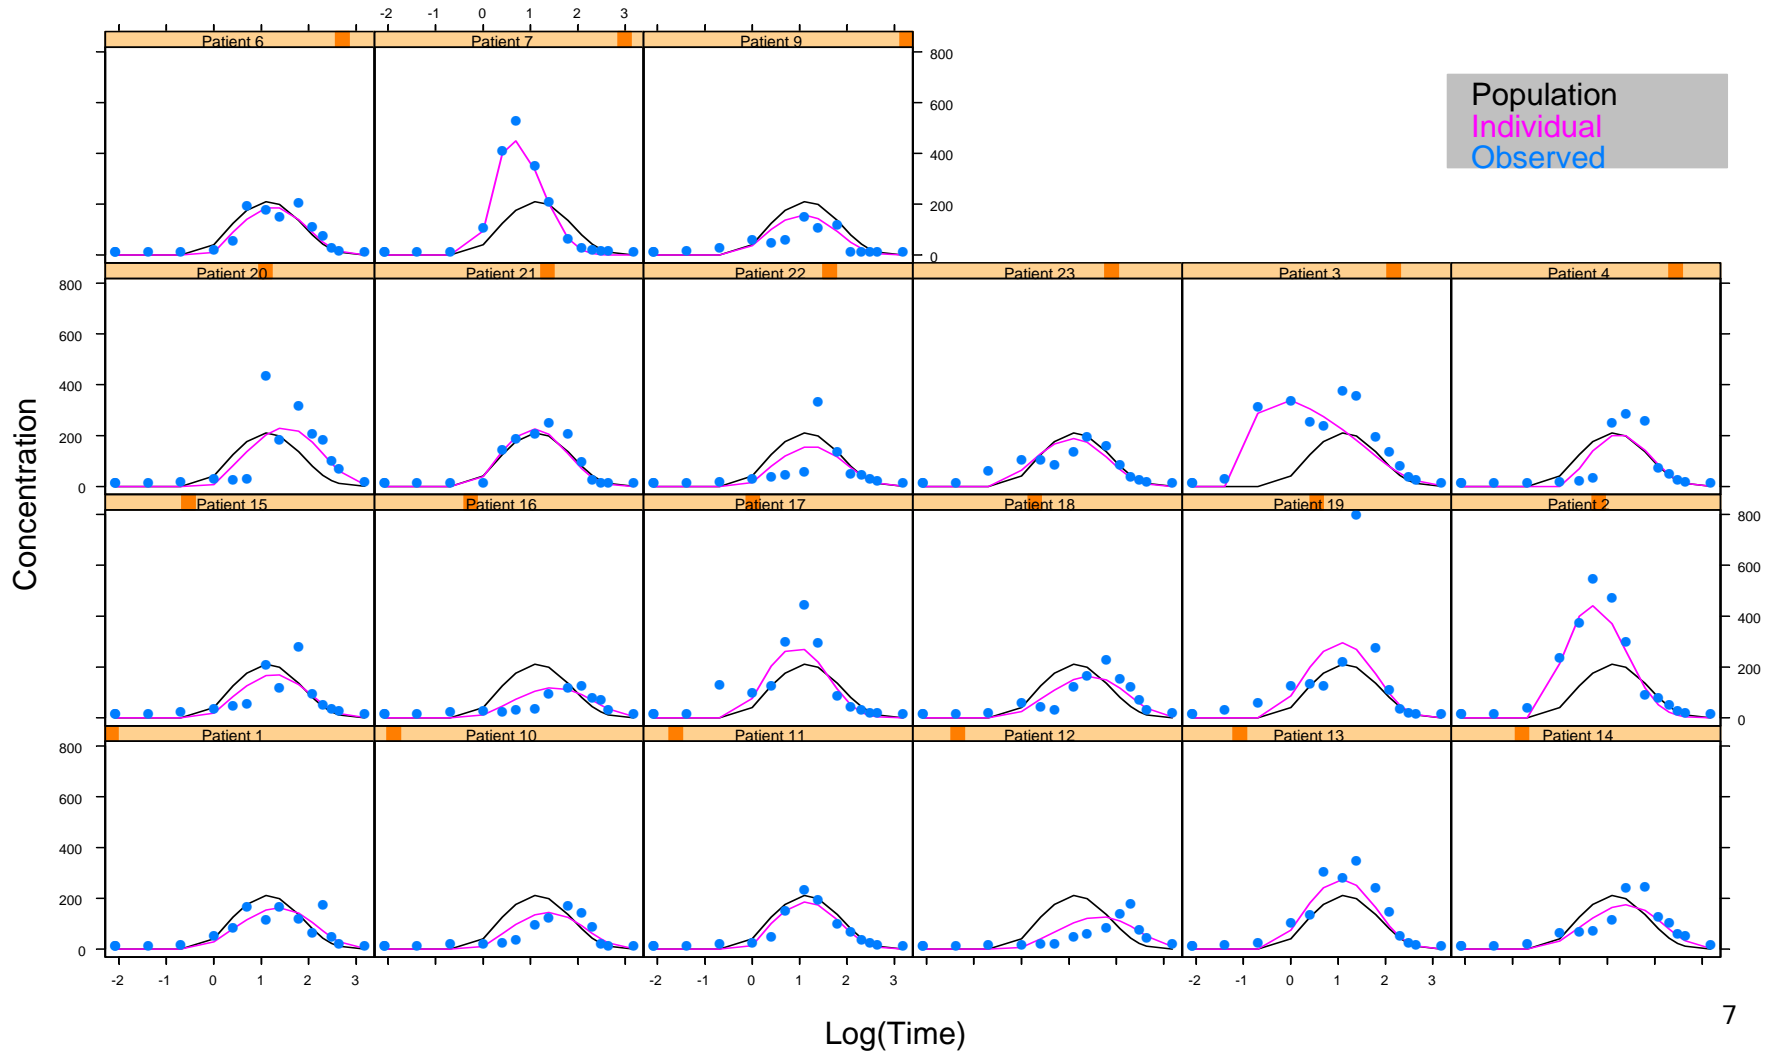 -2 -1 0 1 2 3
Patient 6 Patient 7 Patient 9
800
600
400
200
0
Population
Individual
Observed
Patient 20 Patient 21 Patient 22 Patient 23 Patient 3 Patient 4
800
600
400
200
0
Patient 15 Patient 16 Patient 17 Patient 18 Patient 19 Patient 2
800
600
400
200
0
Patient 1 Patient 10 Patient 11 Patient 12 Patient 13 Patient 14
800
600
400
200
0
-2 -1 0 1 2 3 -2 -1 0 1 2 3 -2 -1 0 1 2 3
Concentration
Log(Time)
7